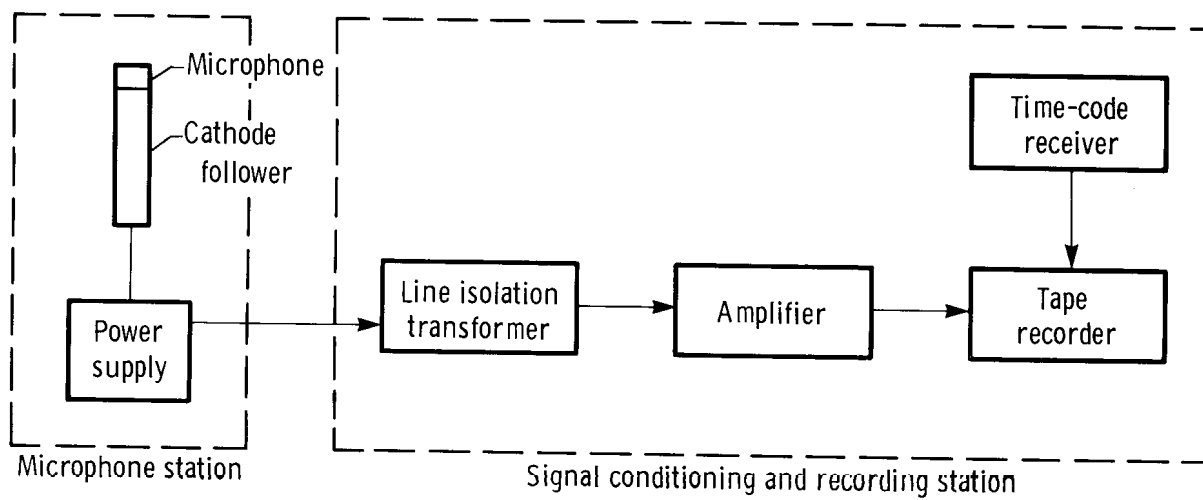 Microphone
Cathode
follower
Power
supply
Microphone station
Time-code
receiver
Line isolation
transformer
Amplifier
Tape
recorder
Signal conditioning and recording station